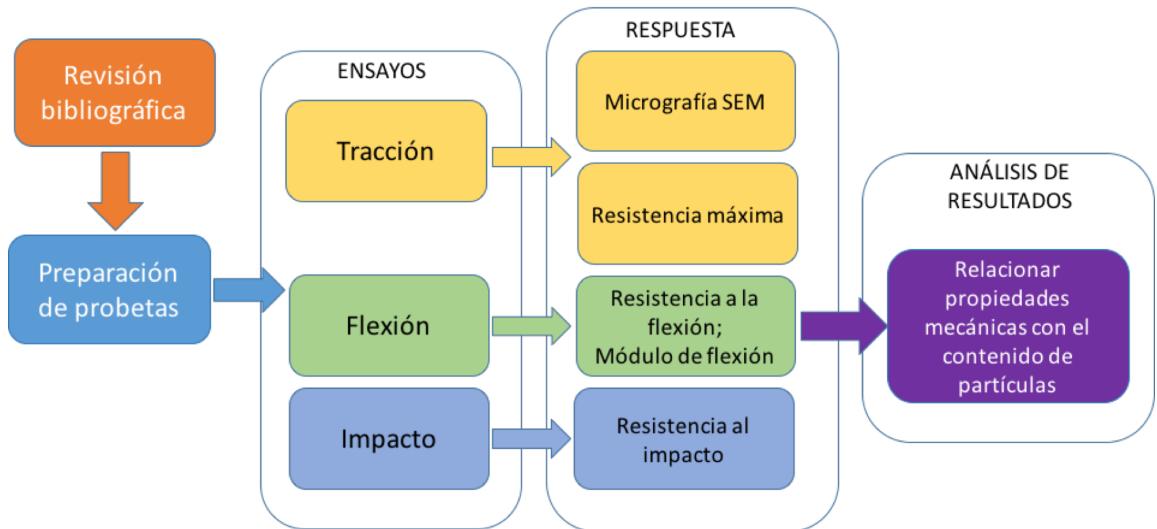 Revisión
bibliográfica
Preparación
de probetas
ENSAYOS
Tracción
Flexión
Impacto
RESPUESTA
Micrografía SEM
Resistencia máxima
Resistencia a la
flexión;
Módulo de flexión
Resistencia al
impacto
ANÁLISIS DE
RESULTADOS
Relacionar
propiedades
mecánicas con el
contenido de
partículas